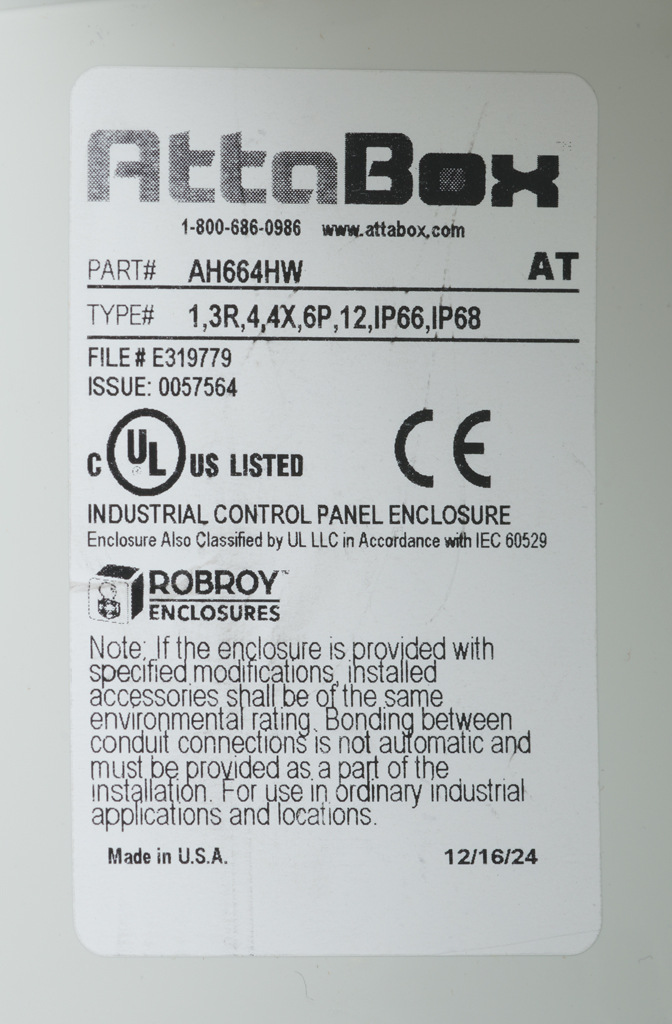 AttaBox
1-800-686-0986 www.attabox.com
PART# AH664HW AT
TYPE# 1,3R,4,4X,6P,12,IP66,IP68
FILE # E319779
ISSUE: 0057564
C UL US LISTED CE
INDUSTRIAL CONTROL PANEL ENCLOSURE
Enclosure Also Classified by UL LLC in Accordance with IEC 60529
ROBROY™
ENCLOSURES
Note: If the enclosure is provided with
specified modifications, installed
accessories shall be of the same
environmental rating. Bonding between
conduit connections is not automatic and
must be provided as a part of the
installation. For use in ordinary industrial
applications and locations.
Made in U.S.A. 12/16/24